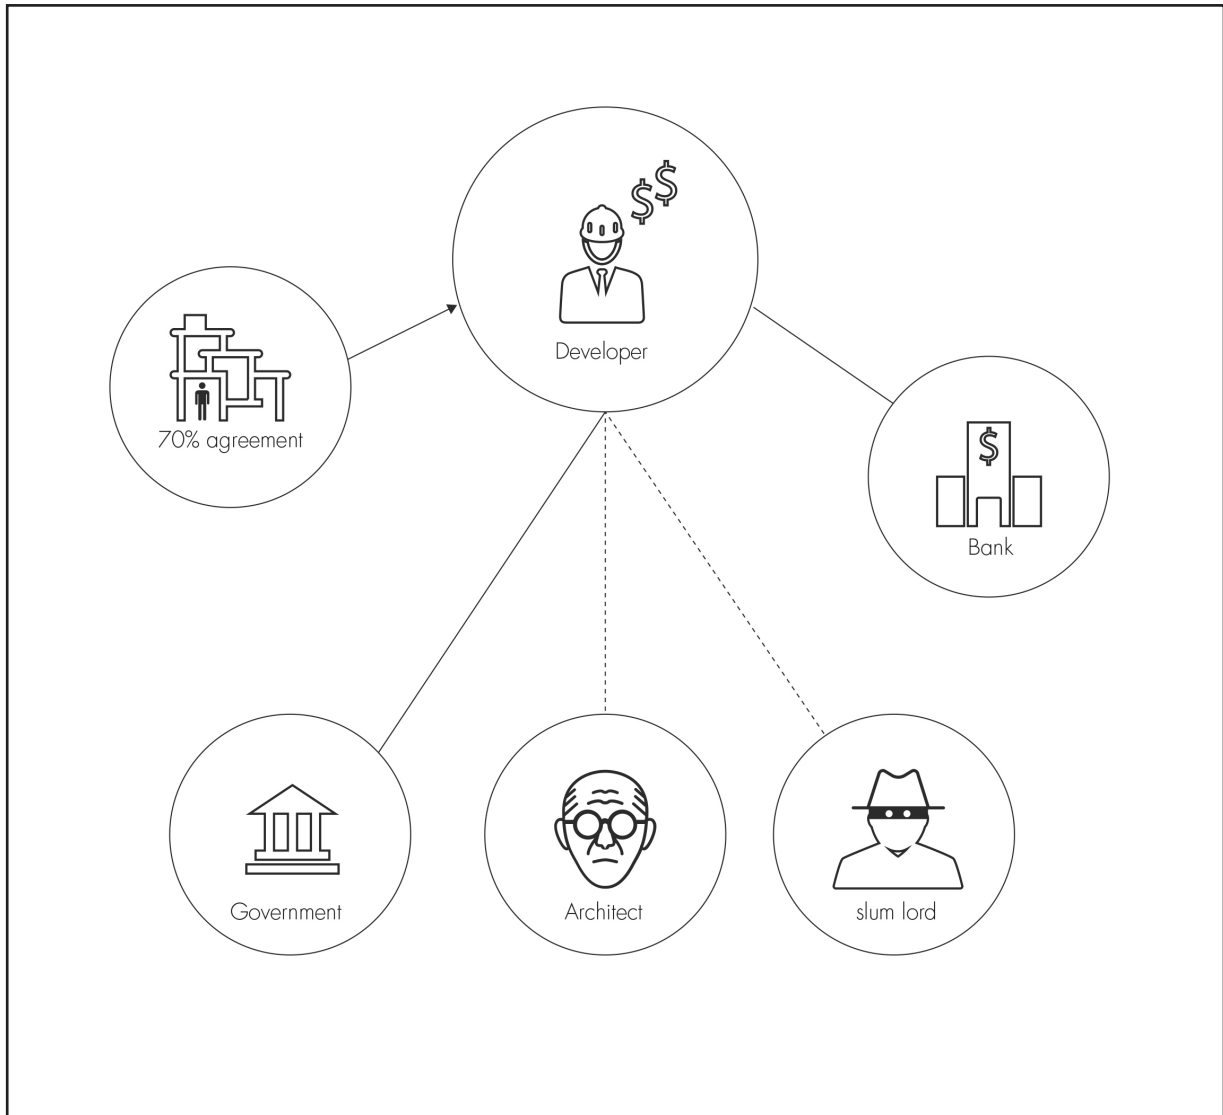 $ $
Developer
70% agreement
$
Bank
Government
Architect
slum lord